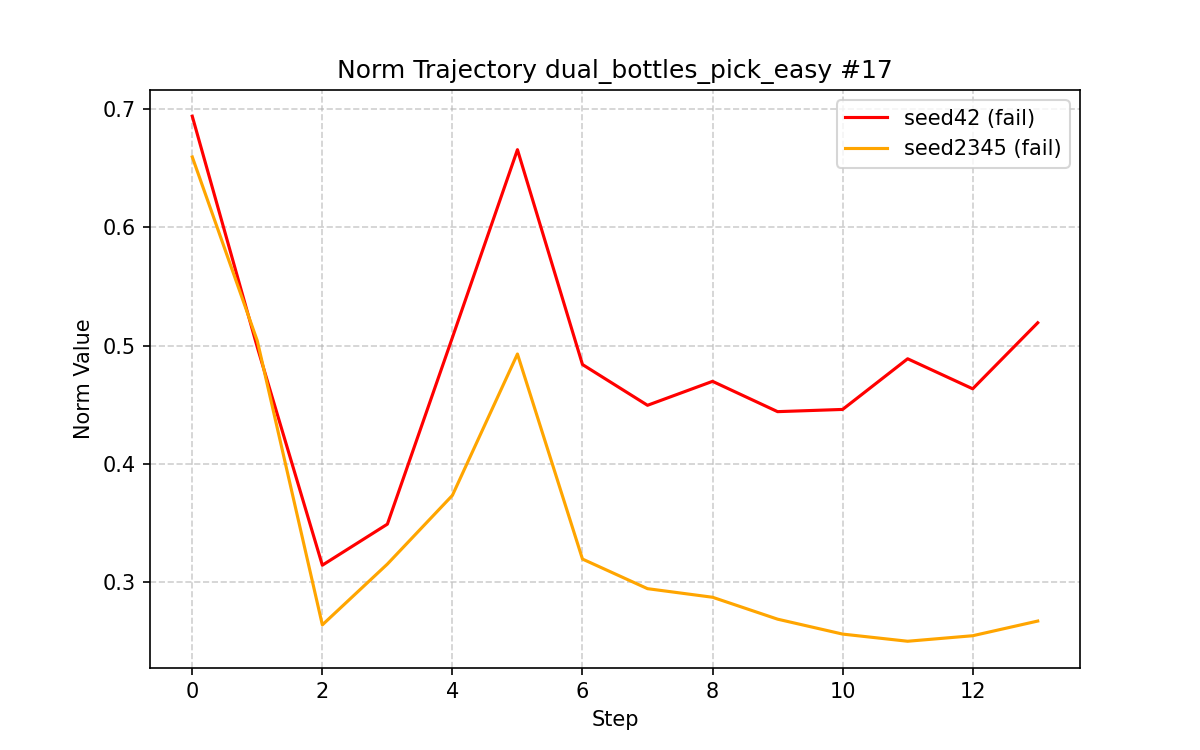 Norm Trajectory dual_bottles_pick_easy #17
seed42 (fail)
seed2345 (fail)
Norm Value
0.7
0.6
0.5
0.4
0.3
0 2 4 6 8 10 12
Step